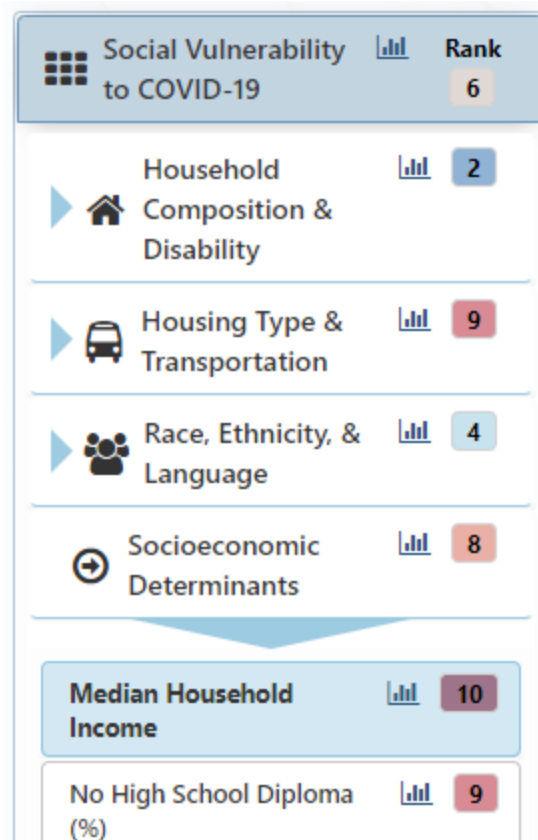 Social Vulnerability Rank
to COVID-19 6
Household 2
Composition &
Disability
Housing Type & 9
Transportation
Race, Ethnicity, & 4
Language
Socioeconomic 8
Determinants
Median Household 10
Income
No High School Diploma 9
(%)